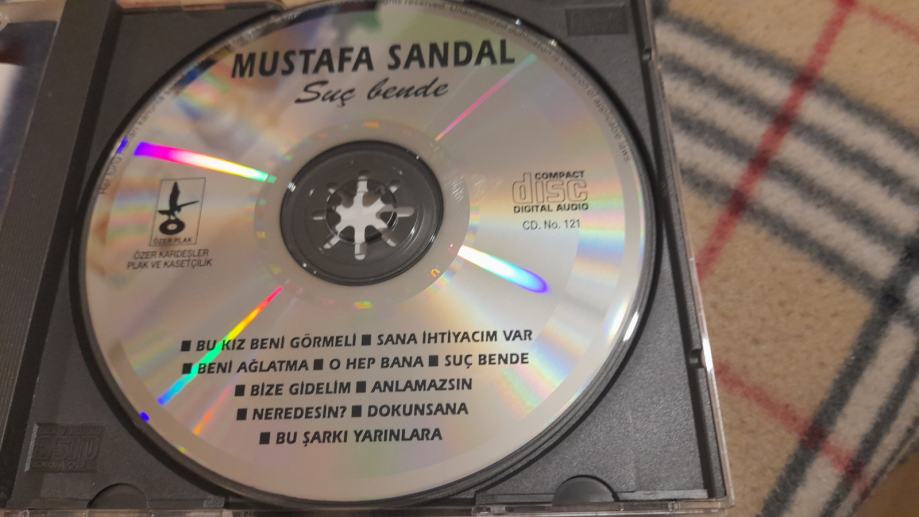 MUSTAFA SANDAL
Suç bende
COMPACT
disc
DIGITAL AUDIO
CD. No. 121
ÖZER PLAK
ÖZER KARDEŞLER
PLAK VE KASETÇİLİK
■ BU KIZ BENİ GÖRMELİ ■ SANA İHTİYACIM VAR
■ BENİ AĞLATMA ■ O HEP BANA ■ SUÇ BENDE
■ BİZE GİDELİM ■ ANLAMAZSIN
■ NEREDESİN? ■ DOKUNSANA
■ BU ŞARKI YARINLARA